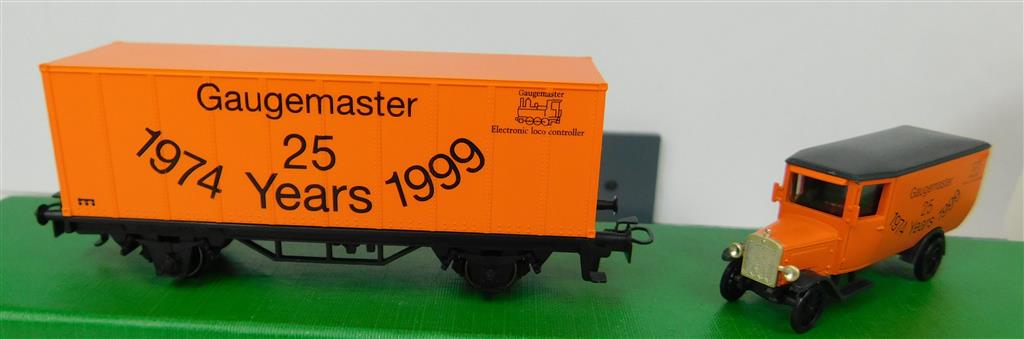 Gaugemaster
25
Years
1974
1999
Gaugemaster
Electronic loco controller
Gaugemaster
25
Years
1974
1999